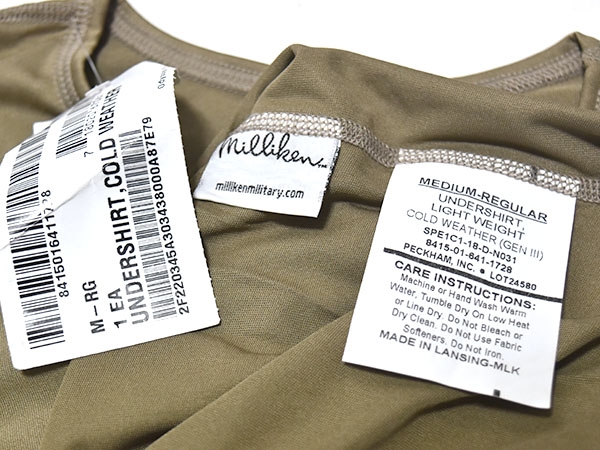 UNDERSHIRT, COLD WEATHER
1 EA
M-RG
8415016411728
2F220345A303438000A87E79
Milliken™
millikenmilitary.com
MEDIUM-REGULAR
UNDERSHIRT,
LIGHT WEIGHT
COLD WEATHER (GEN III)
SPE1C1-18-D-N031
8415-01-641-1728
PECKHAM, INC. • LOT24580
CARE INSTRUCTIONS:
Machine or Hand Wash Warm
Water, Tumble Dry On Low Heat
or Line Dry. Do Not Bleach or
Dry Clean. Do Not Use Fabric
Softeners. Do Not Iron.
MADE IN LANSING-MLK